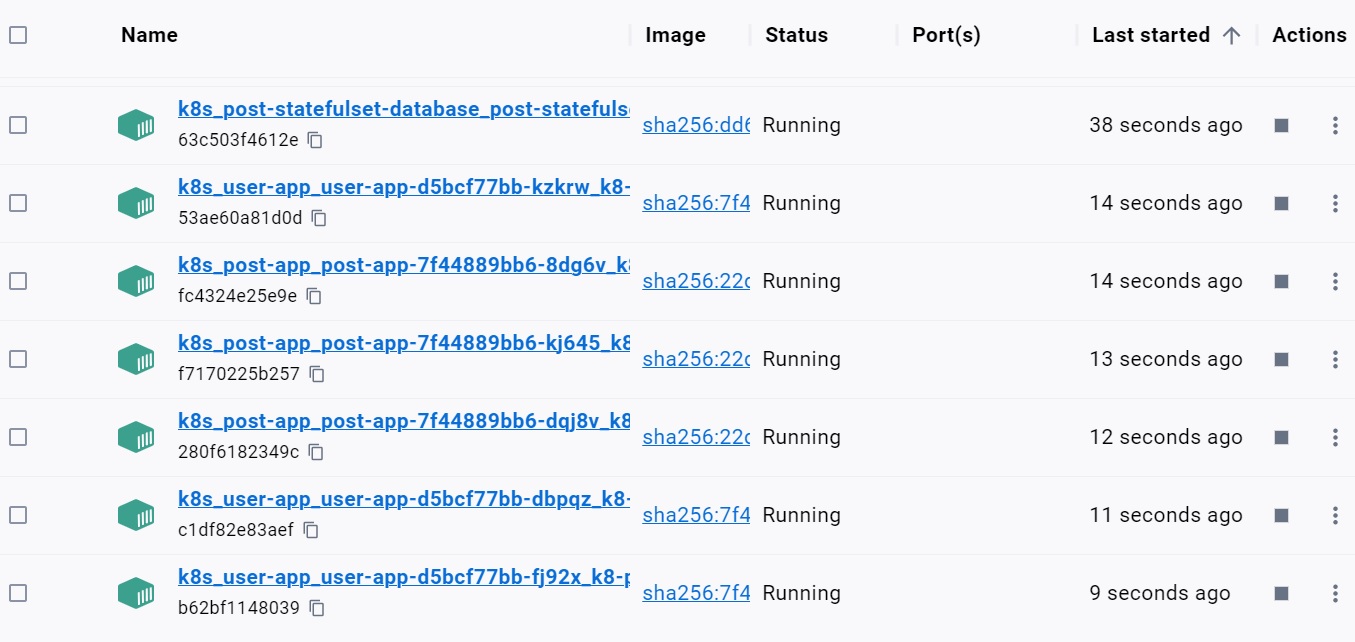 Name Image Status Port(s) Last started Actions
k8s_post-statefulset-database_post-statefuls
63c503f4612e
sha256:dd6 Running 38 seconds ago
k8s_user-app_user-app-d5bcf77bb-kzkrw_k8-
53ae60a81d0d
sha256:7f4 Running 14 seconds ago
k8s_post-app_post-app-7f44889bb6-8dg6v_k8
fc4324e25e9e
sha256:22c Running 14 seconds ago
k8s_post-app_post-app-7f44889bb6-kj645_k8
f7170225b257
sha256:22c Running 13 seconds ago
k8s_post-app_post-app-7f44889bb6-dqj8v_k8
280f6182349c
sha256:22c Running 12 seconds ago
k8s_user-app_user-app-d5bcf77bb-dbpqz_k8-
c1df82e83aef
sha256:7f4 Running 11 seconds ago
k8s_user-app_user-app-d5bcf77bb-fj92x_k8-p
b62bf1148039
sha256:7f4 Running 9 seconds ago